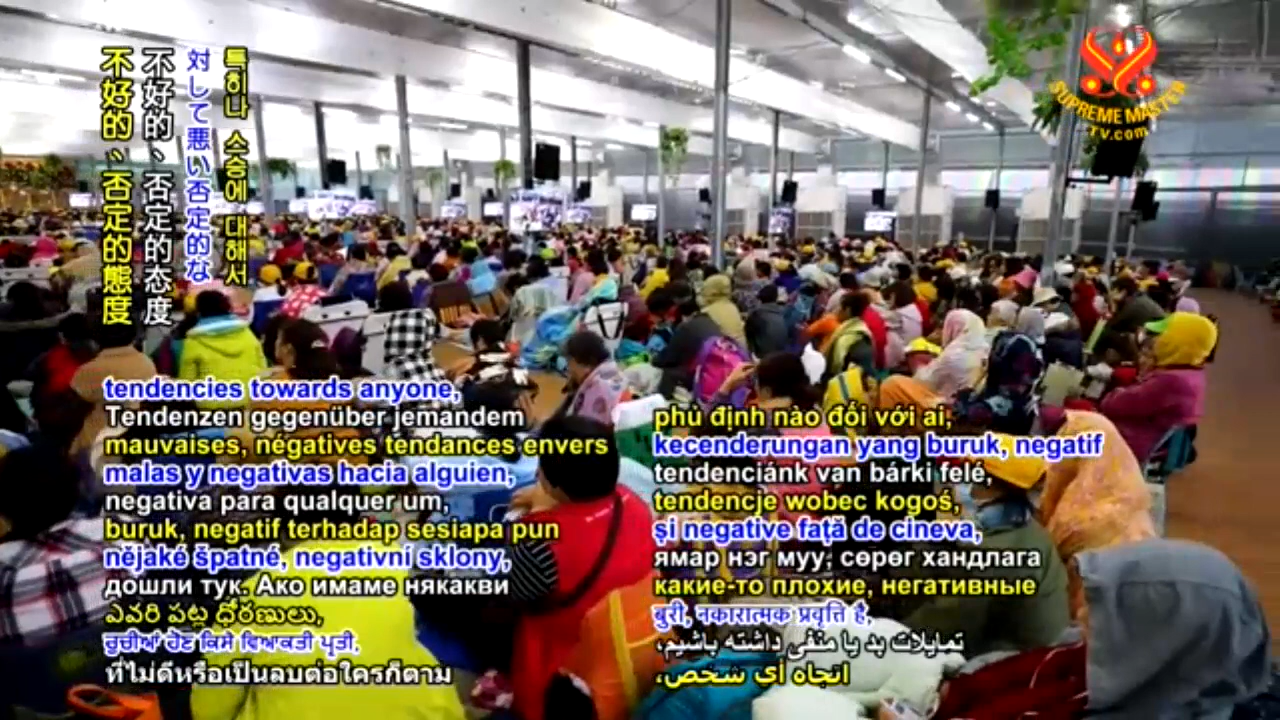 특히나 스승에 대해서
対して悪い否定的な
不好的、否定的态度
不好的、否定的態度
SUPREME MASTER
TV.com
tendencies towards anyone,
Tendenzen gegenüber jemandem
mauvaises, négatives tendances envers
malas y negativas hacia alguien,
negativa para qualquer um,
buruk, negatif terhadap sesiapa pun
nějaké špatné, negativní sklony,
дошли тук. Ако имаме някакви
ఎవరి పట్ల ధోరణులు,
ਰੁਚੀਆਂ ਹੋਣ ਕਿਸੇ ਵਿਅਕਤੀ ਪ੍ਰਤੀ,
ที่ไม่ดีหรือเป็นลบต่อใครก็ตาม
phủ định nào đối với ai,
kecenderungan yang buruk, negatif
tendenciánk van bárki felé,
tendencje wobec kogoś,
și negative față de cineva,
ямар нэг муу, сөрөг хандлага
какие-то плохие, негативные
बुरी, नकारात्मक प्रवृत्ति है,
تمایلات بد یا منفی داشته باشیم،
اتجاه أي شخص،